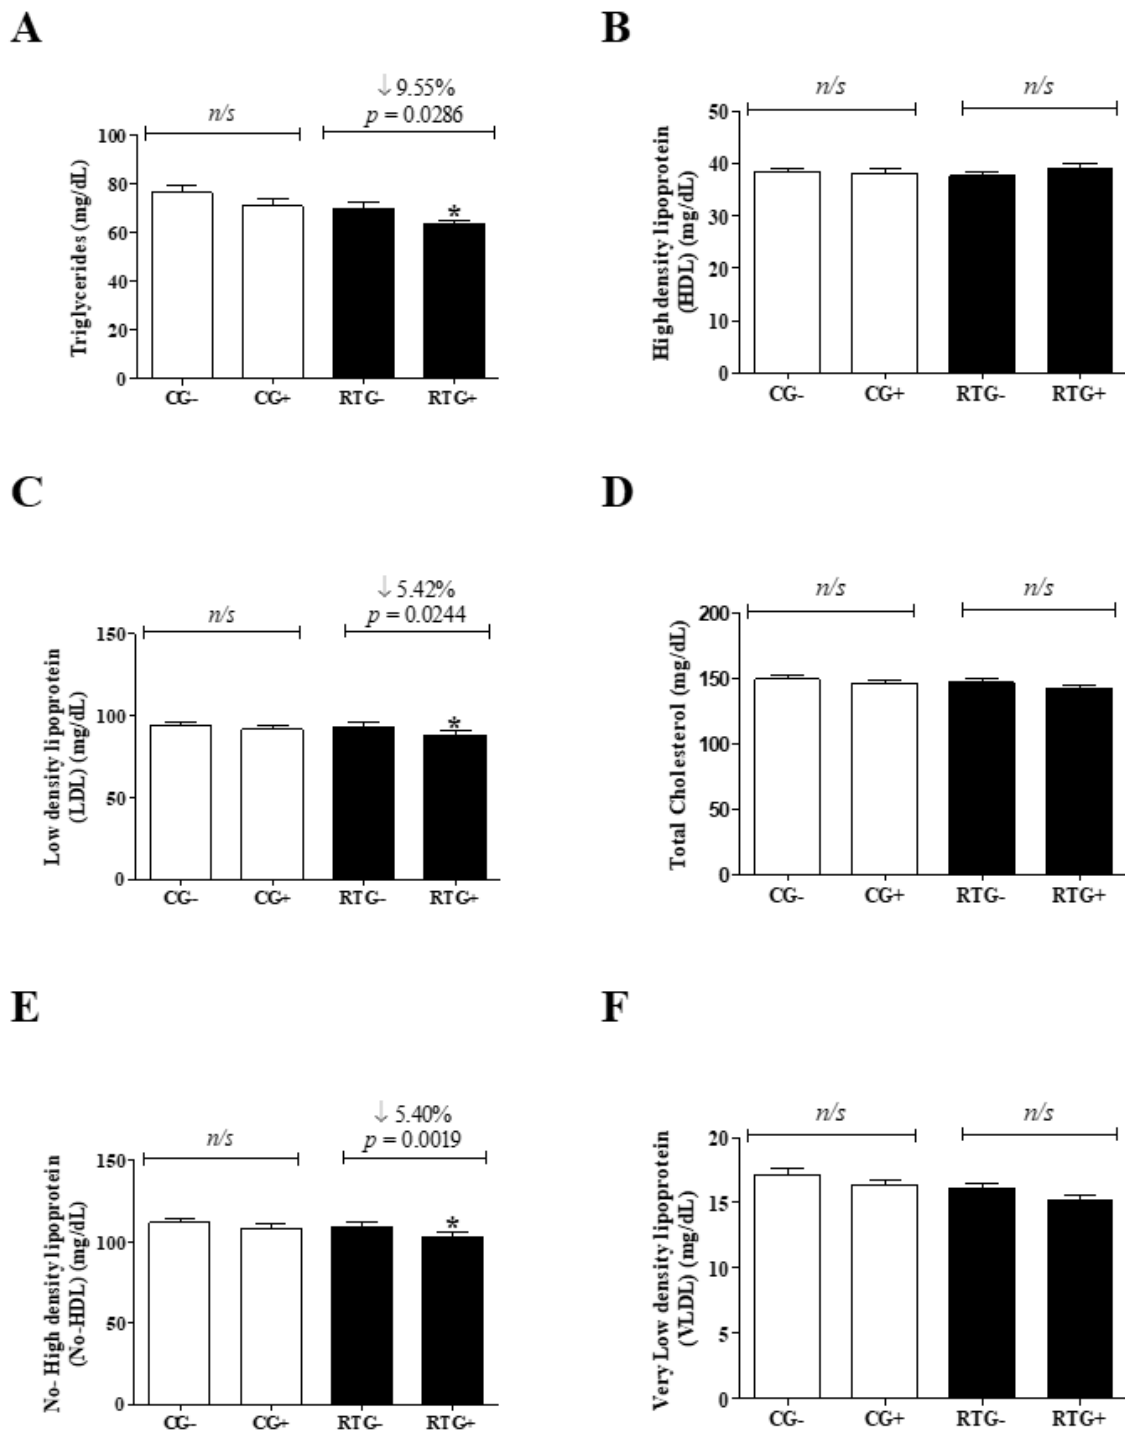 A
↓ 9.55%
n/s
p = 0.0286
Triglycerides (mg/dL)
100
80
60
40
20
0
*
CG-
CG+
RTG-
RTG+
B
n/s
n/s
High density lipoprotein
(HDL) (mg/dL)
50
40
30
20
10
0
CG-
CG+
RTG-
RTG+
C
↓ 5.42%
n/s
p = 0.0244
Low density lipoprotein
(LDL) (mg/dL)
150
100
50
0
*
CG-
CG+
RTG-
RTG+
D
n/s
n/s
Total Cholesterol (mg/dL)
200
150
100
50
0
CG-
CG+
RTG-
RTG+
E
↓ 5.40%
n/s
p = 0.0019
No- High density lipoprotein
(No-HDL) (mg/dL)
150
100
50
0
*
CG-
CG+
RTG-
RTG+
F
n/s
n/s
Very Low density lipoprotein
(VLDL) (mg/dL)
20
15
10
5
0
CG-
CG+
RTG-
RTG+